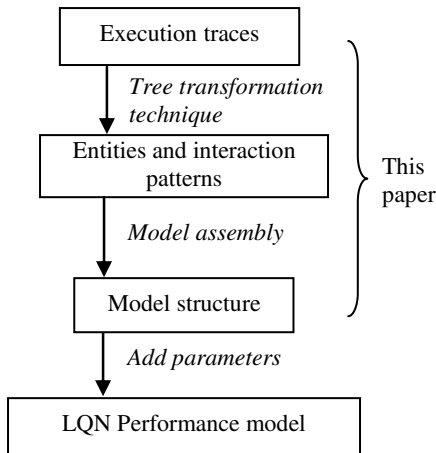 Execution traces
Tree transformation
technique
Entities and interaction
patterns
This
paper
Model assembly
Model structure
Add parameters
LQN Performance model